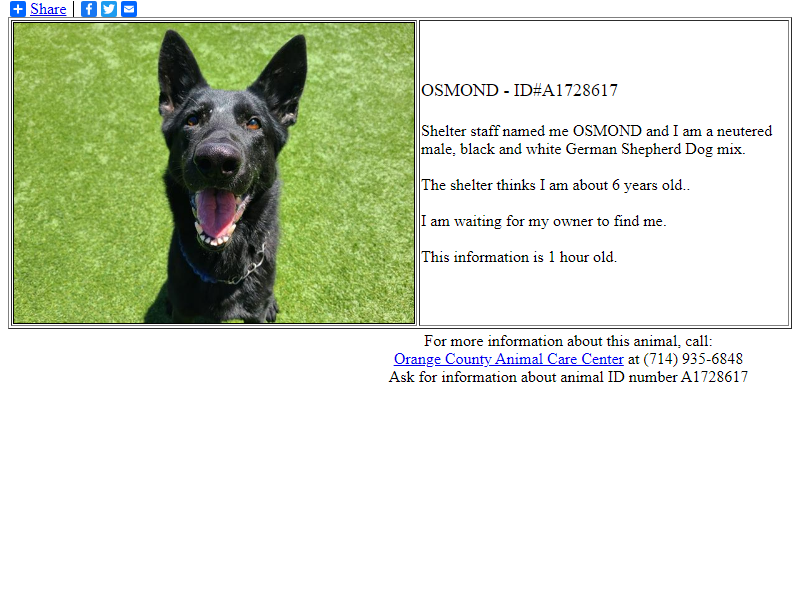 Share |
OSMOND - ID#A1728617
Shelter staff named me OSMOND and I am a neutered
male, black and white German Shepherd Dog mix.
The shelter thinks I am about 6 years old..
I am waiting for my owner to find me.
This information is 1 hour old.
For more information about this animal, call:
Orange County Animal Care Center at (714) 935-6848
Ask for information about animal ID number A1728617